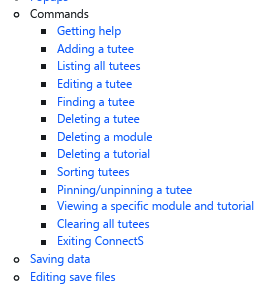 Commands
Getting help
Adding a tutee
Listing all tutees
Editing a tutee
Finding a tutee
Deleting a tutee
Deleting a module
Deleting a tutorial
Sorting tutees
Pinning/unpinning a tutee
Viewing a specific module and tutorial
Clearing all tutees
Exiting ConnectS
Saving data
Editing save files